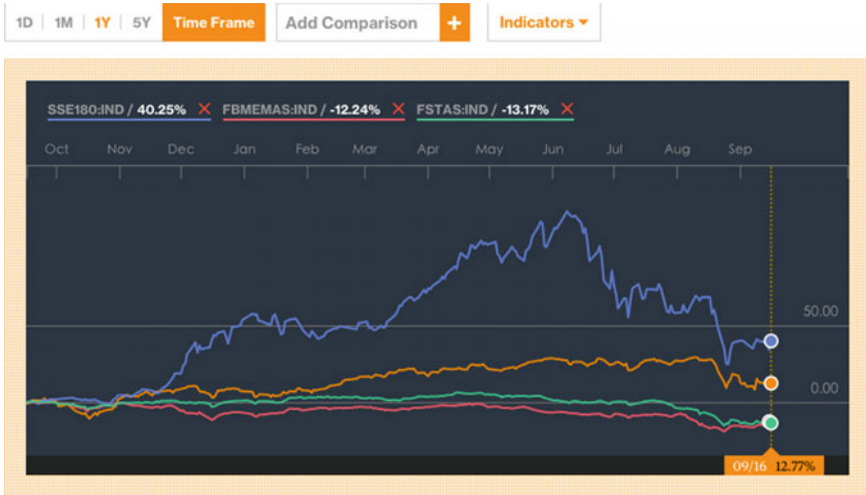 1D | 1M | 1Y | 5Y Time Frame Add Comparison + Indicators
SSE180:IND / 40.25% FBMEMAS:IND / -12.24% FSTAS:IND / -13.17%
Oct Nov Dec Jan Feb Mar Apr May Jun Jul Aug Sep
50.00
0.00
09/16 12.77%